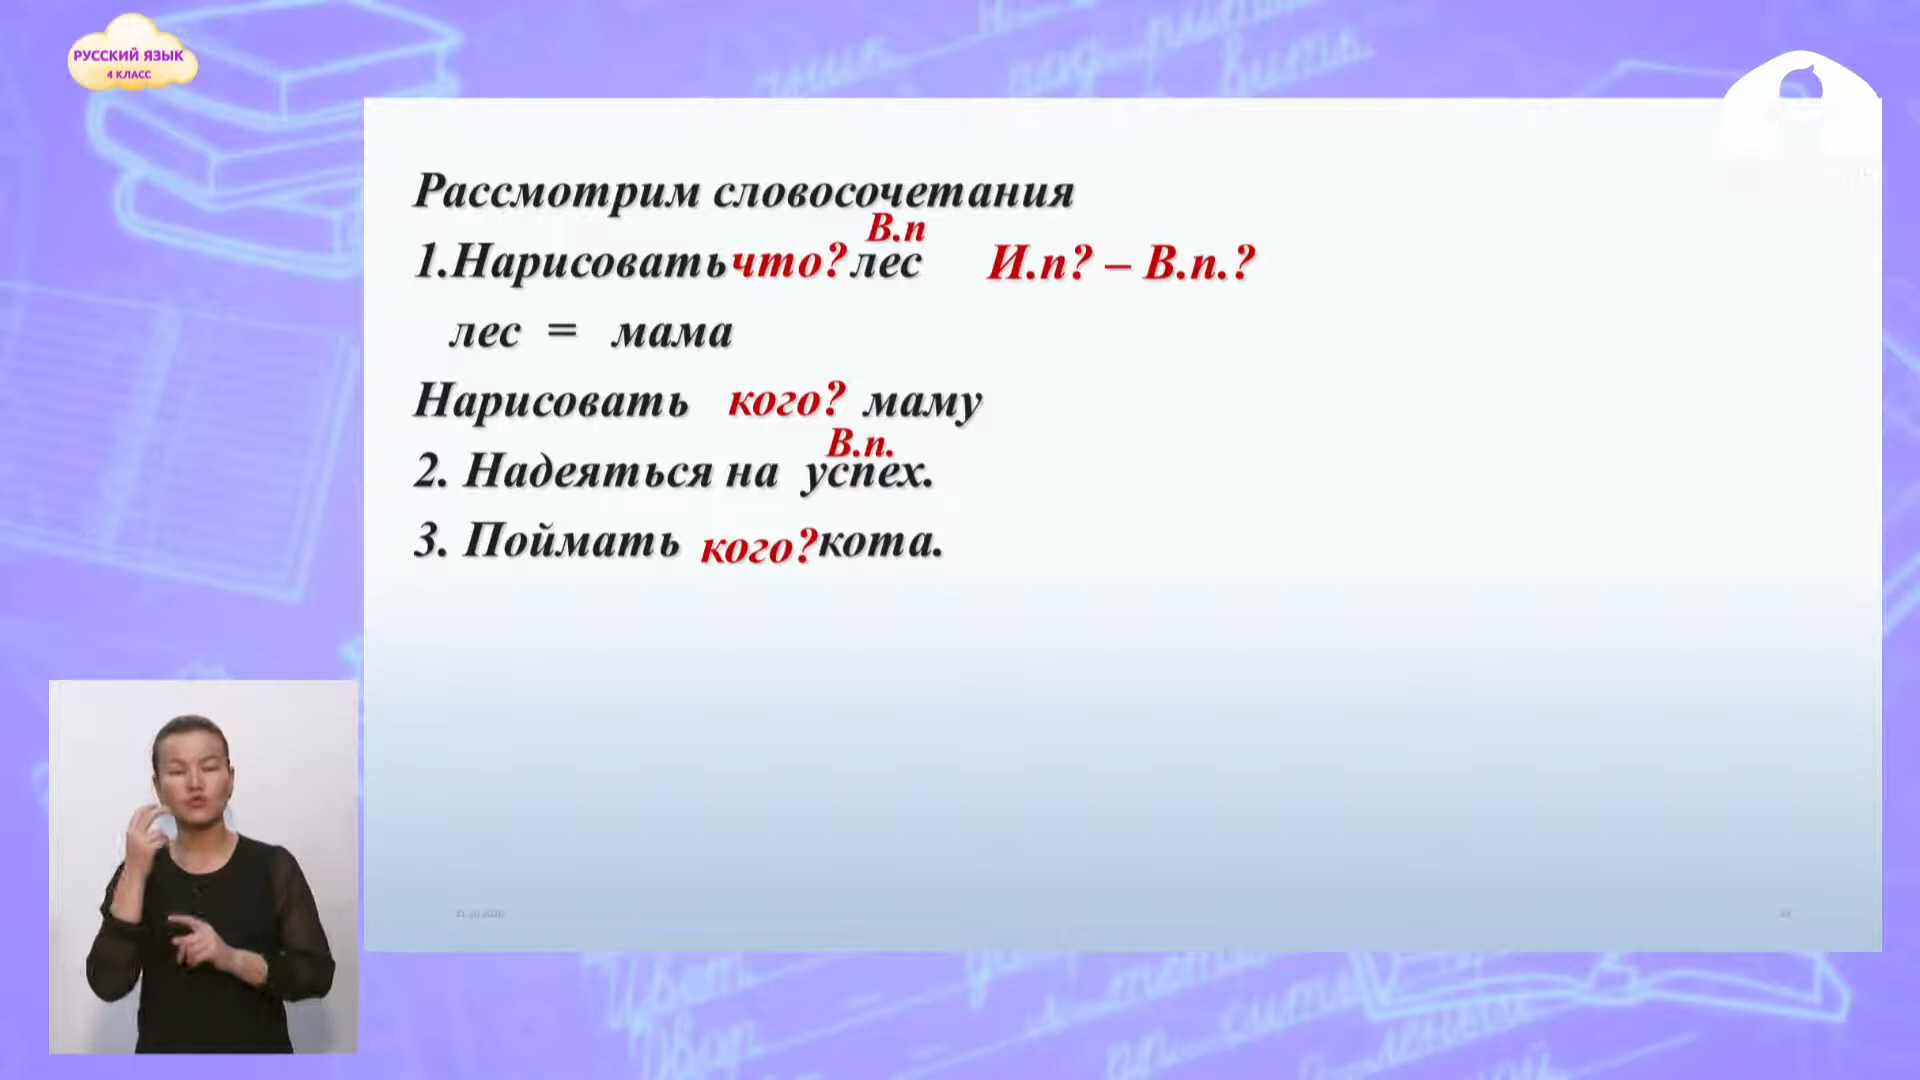 РУССКИЙ ЯЗЫК
4 КЛАСС
Рассмотрим словосочетания
В.п
1.Нарисовать что? лес И.п? – В.п.?
лес = мама
Нарисовать кого? маму
В.п.
2. Надеяться на успех.
3. Поймать кого? кота.